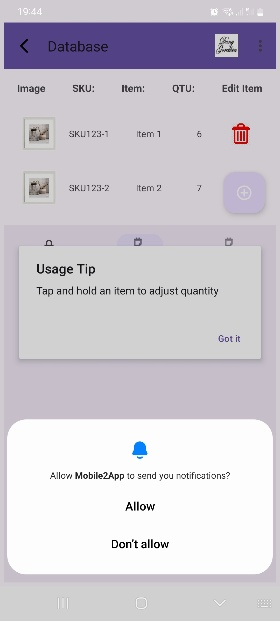 19:44
Database
Image SKU: Item: QTU: Edit Item
SKU123-1 item 1 6
SKU123-2 Item 2 7
Usage Tip
Tap and hold an item to adjust quantity
Got it
Allow Mobile2App to send you notifications?
Allow
Don't allow